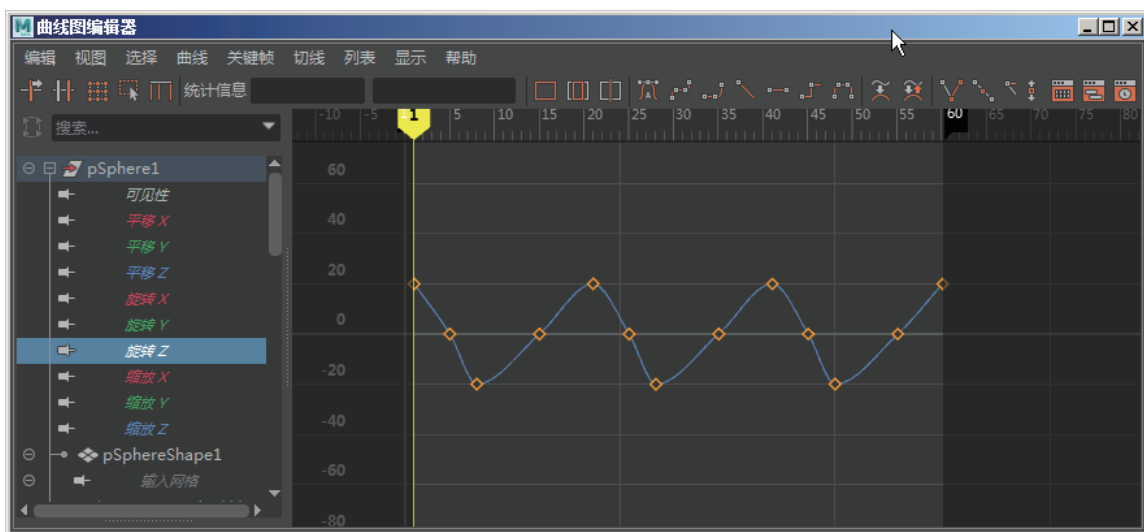 曲线图编辑器
编辑 视图 选择 曲线 关键帧 切线 列表 显示 帮助
统计信息
搜索...
-10 -5 1 5 10 15 20 25 30 35 40 45 50 55 60 65 70 75 80
pSphere1
可见性
平移 X
平移 Y
平移 Z
旋转 X
旋转 Y
旋转 Z
缩放 X
缩放 Y
缩放 Z
pSphereShape1
输入网格
60
40
20
0
-20
-40
-60
-80